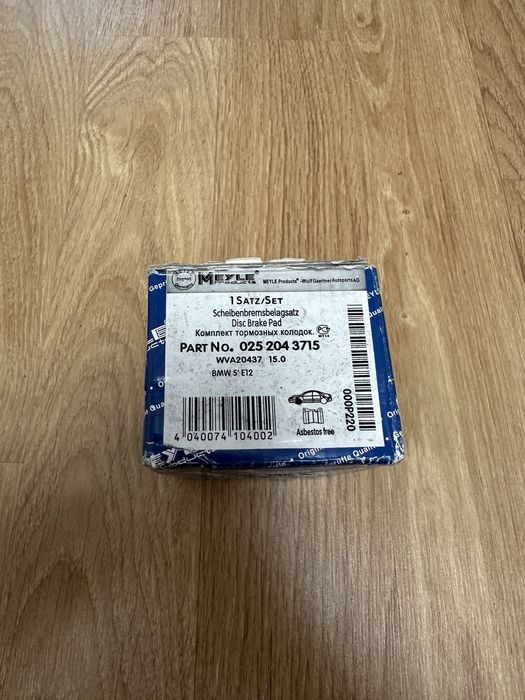 MEYLE
PRODUCTS
MEYLE Products® -Wulf Gaertner Autoparts AG
1 SATZ/SET
Scheibenbremsbelagsatz
Disc Brake Pad
Комплект тормозных колодок.
PART No. 025 204 3715
WVA20437 15.0
BMW 5' E12
4 040074 104002
Asbestos free
000P220